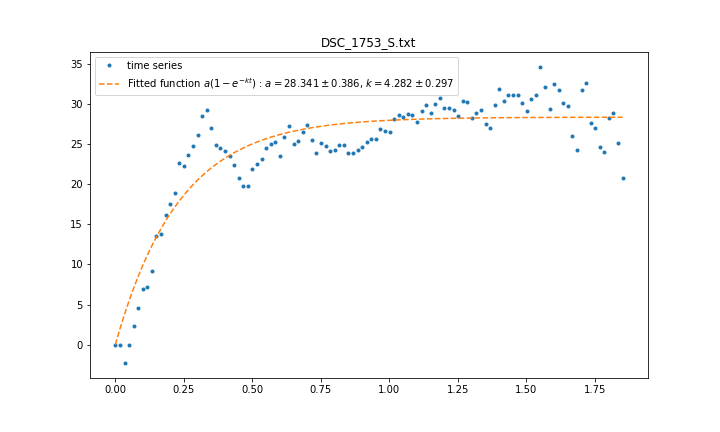 DSC_1753_S.txt
time series
Fitted function a(1 − e^{−kt}) : a = 28.341 ± 0.386, k = 4.282 ± 0.297
35
30
25
20
15
10
5
0
0.00 0.25 0.50 0.75 1.00 1.25 1.50 1.75